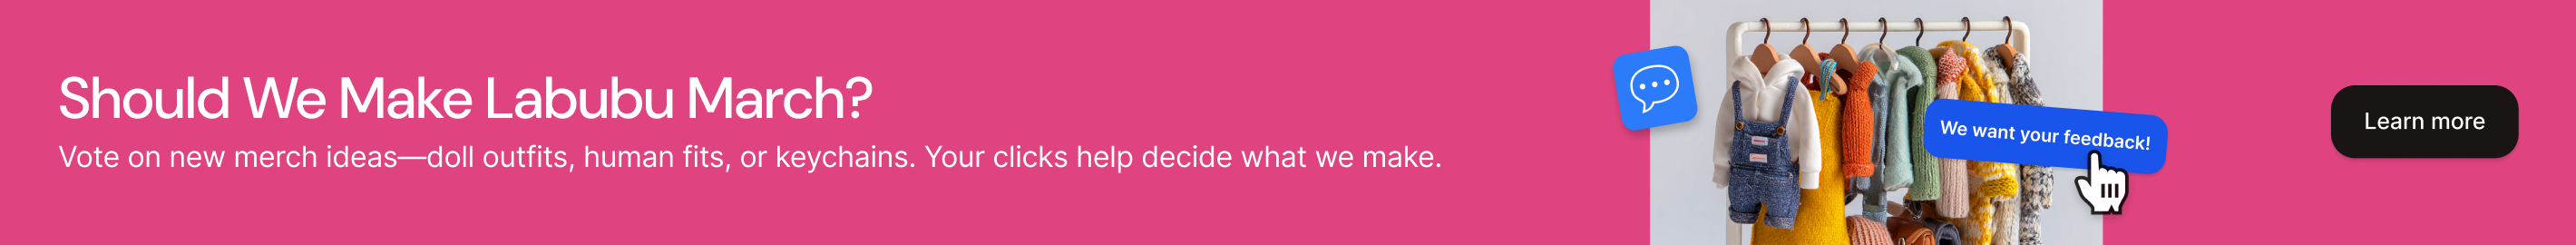 Should We Make Labubu March?
Vote on new merch ideas—doll outfits, human fits, or keychains. Your clicks help decide what we make.
We want your feedback!
Learn more